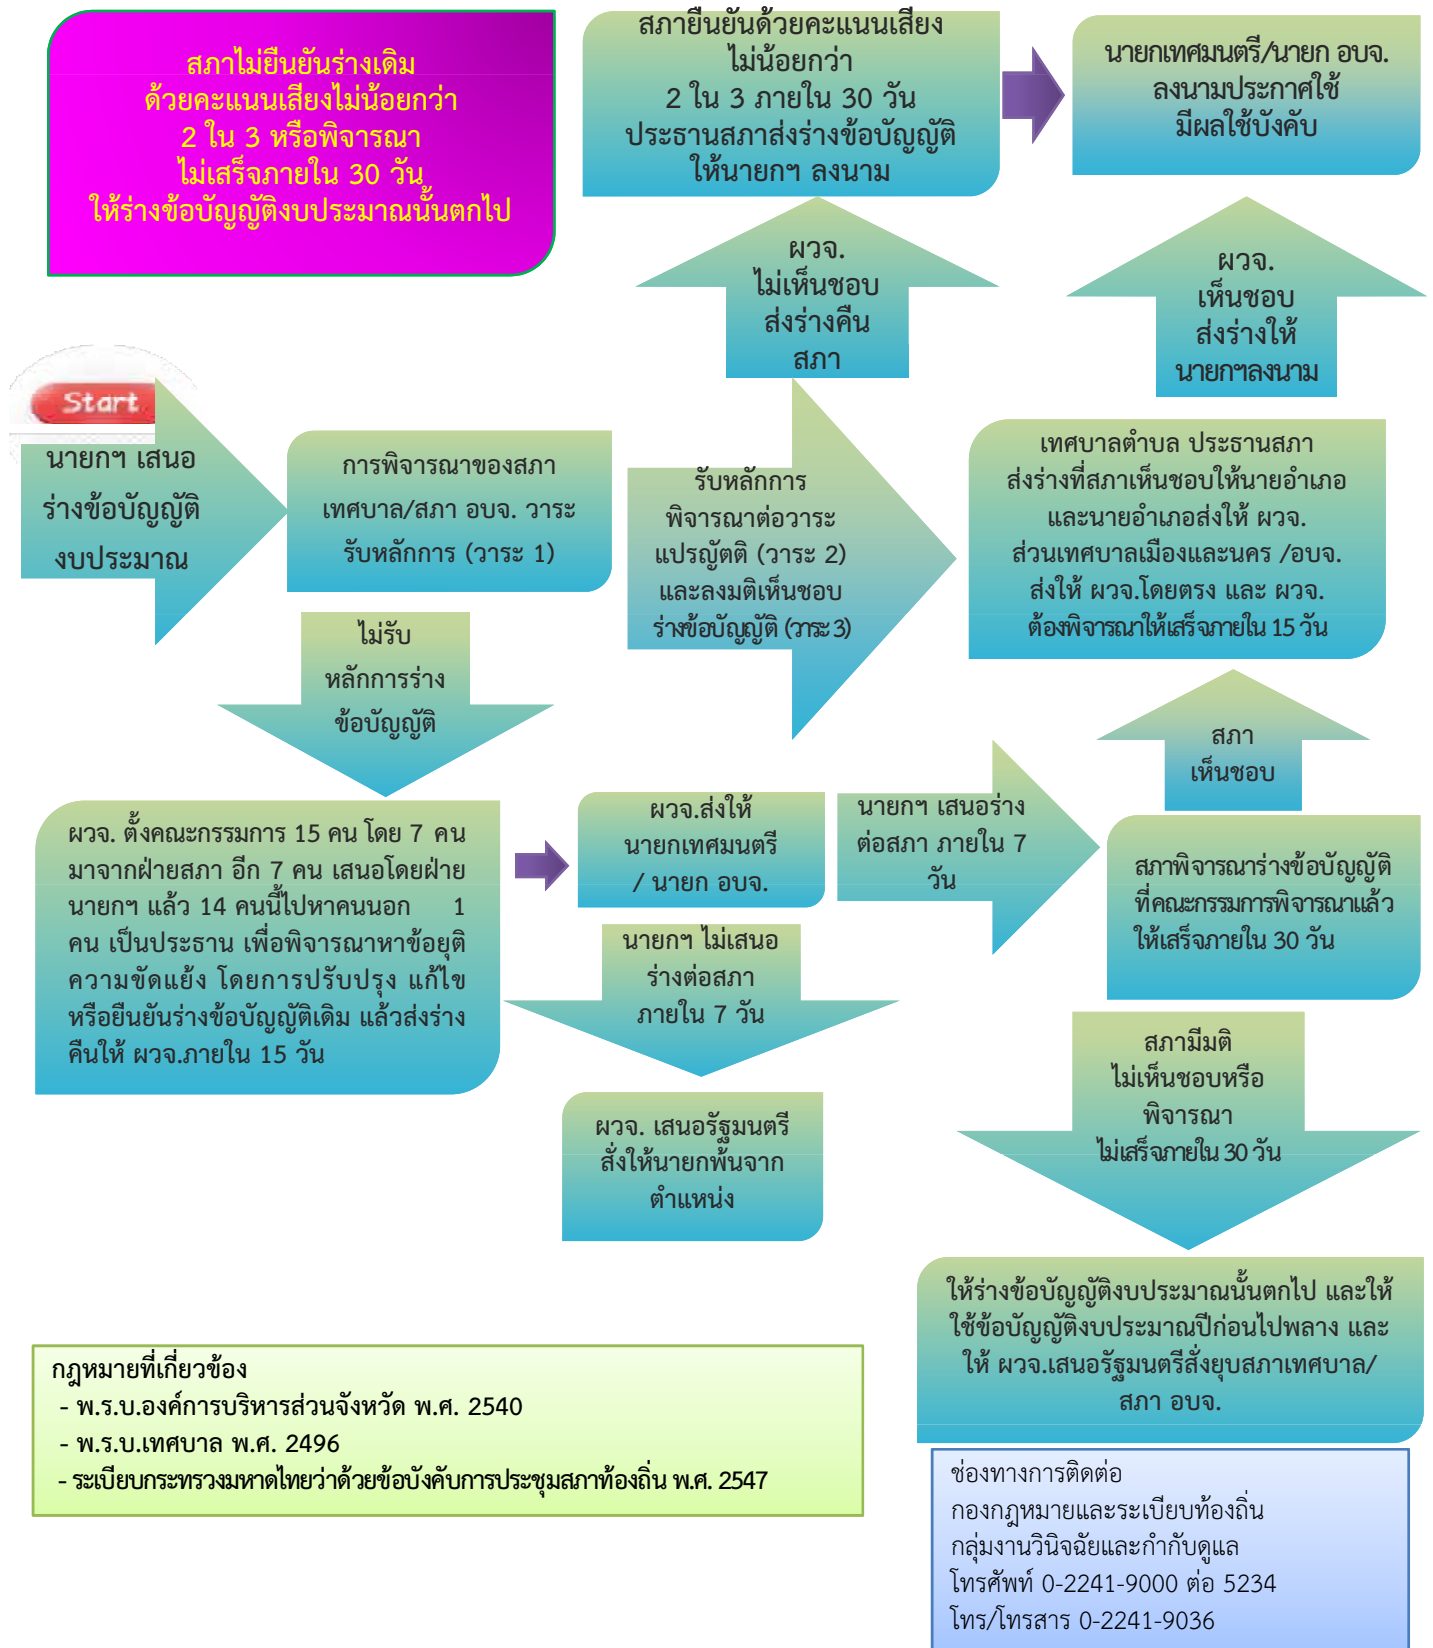 สภาไม่ยืนยันร่างเดิม
ด้วยคะแนนเสียงไม่น้อยกว่า
2 ใน 3 หรือพิจารณา
ไม่เสร็จภายใน 30 วัน
ให้ร่างข้อบัญญัติงบประมาณนั้นตกไป
สภายืนยันด้วยคะแนนเสียง
ไม่น้อยกว่า
2 ใน 3 ภายใน 30 วัน
ประธานสภาส่งร่างข้อบัญญัติ
ให้นายกฯ ลงนาม
นายกเทศมนตรี/นายก อบจ.
ลงนามประกาศใช้
มีผลใช้บังคับ
ผวจ.
ไม่เห็นชอบ
ส่งร่างคืน
สภา
ผวจ.
เห็นชอบ
ส่งร่างให้
นายกฯลงนาม
Start
นายกฯ เสนอ
ร่างข้อบัญญัติ
งบประมาณ
การพิจารณาของสภา
เทศบาล/สภา อบจ. วาระ
รับหลักการ (วาระ 1)
รับหลักการ
พิจารณาต่อวาระ
แปรญัตติ (วาระ 2)
และลงมติเห็นชอบ
ร่างข้อบัญญัติ (วาระ 3)
เทศบาลตำบล ประธานสภา
ส่งร่างที่สภาเห็นชอบให้นายอำเภอ
และนายอำเภอส่งให้ ผวจ.
ส่วนเทศบาลเมืองและนคร /อบจ.
ส่งให้ ผวจ.โดยตรง และ ผวจ.
ต้องพิจารณาให้เสร็จภายใน 15 วัน
ไม่รับ
หลักการร่าง
ข้อบัญญัติ
สภา
เห็นชอบ
ผวจ. ตั้งคณะกรรมการ 15 คน โดย 7 คน
มาจากฝ่ายสภา อีก 7 คน เสนอโดยฝ่าย
นายกฯ แล้ว 14 คนนี้ไปหาคนนอก 1
คน เป็นประธาน เพื่อพิจารณาหาข้อยุติ
ความขัดแย้ง โดยการปรับปรุง แก้ไข
หรือยืนยันร่างข้อบัญญัติเดิม แล้วส่งร่าง
คืนให้ ผวจ.ภายใน 15 วัน
ผวจ.ส่งให้
นายกเทศมนตรี
/ นายก อบจ.
นายกฯ เสนอร่าง
ต่อสภา ภายใน 7
วัน
สภาพิจารณาร่างข้อบัญญัติ
ที่คณะกรรมการพิจารณาแล้ว
ให้เสร็จภายใน 30 วัน
นายกฯ ไม่เสนอ
ร่างต่อสภา
ภายใน 7 วัน
สภามีมติ
ไม่เห็นชอบหรือ
พิจารณา
ไม่เสร็จภายใน 30 วัน
ผวจ. เสนอรัฐมนตรี
สั่งให้นายกพ้นจาก
ตำแหน่ง
ให้ร่างข้อบัญญัติงบประมาณนั้นตกไป และให้
ใช้ข้อบัญญัติงบประมาณปีก่อนไปพลาง และ
ให้ ผวจ.เสนอรัฐมนตรีสั่งยุบสภาเทศบาล/
สภา อบจ.
กฎหมายที่เกี่ยวข้อง
- พ.ร.บ.องค์การบริหารส่วนจังหวัด พ.ศ. 2540
- พ.ร.บ.เทศบาล พ.ศ. 2496
- ระเบียบกระทรวงมหาดไทยว่าด้วยข้อบังคับการประชุมสภาท้องถิ่น พ.ศ. 2547
ช่องทางการติดต่อ
กองกฎหมายและระเบียบท้องถิ่น
กลุ่มงานวินิจฉัยและกำกับดูแล
โทรศัพท์ 0-2241-9000 ต่อ 5234
โทร/โทรสาร 0-2241-9036